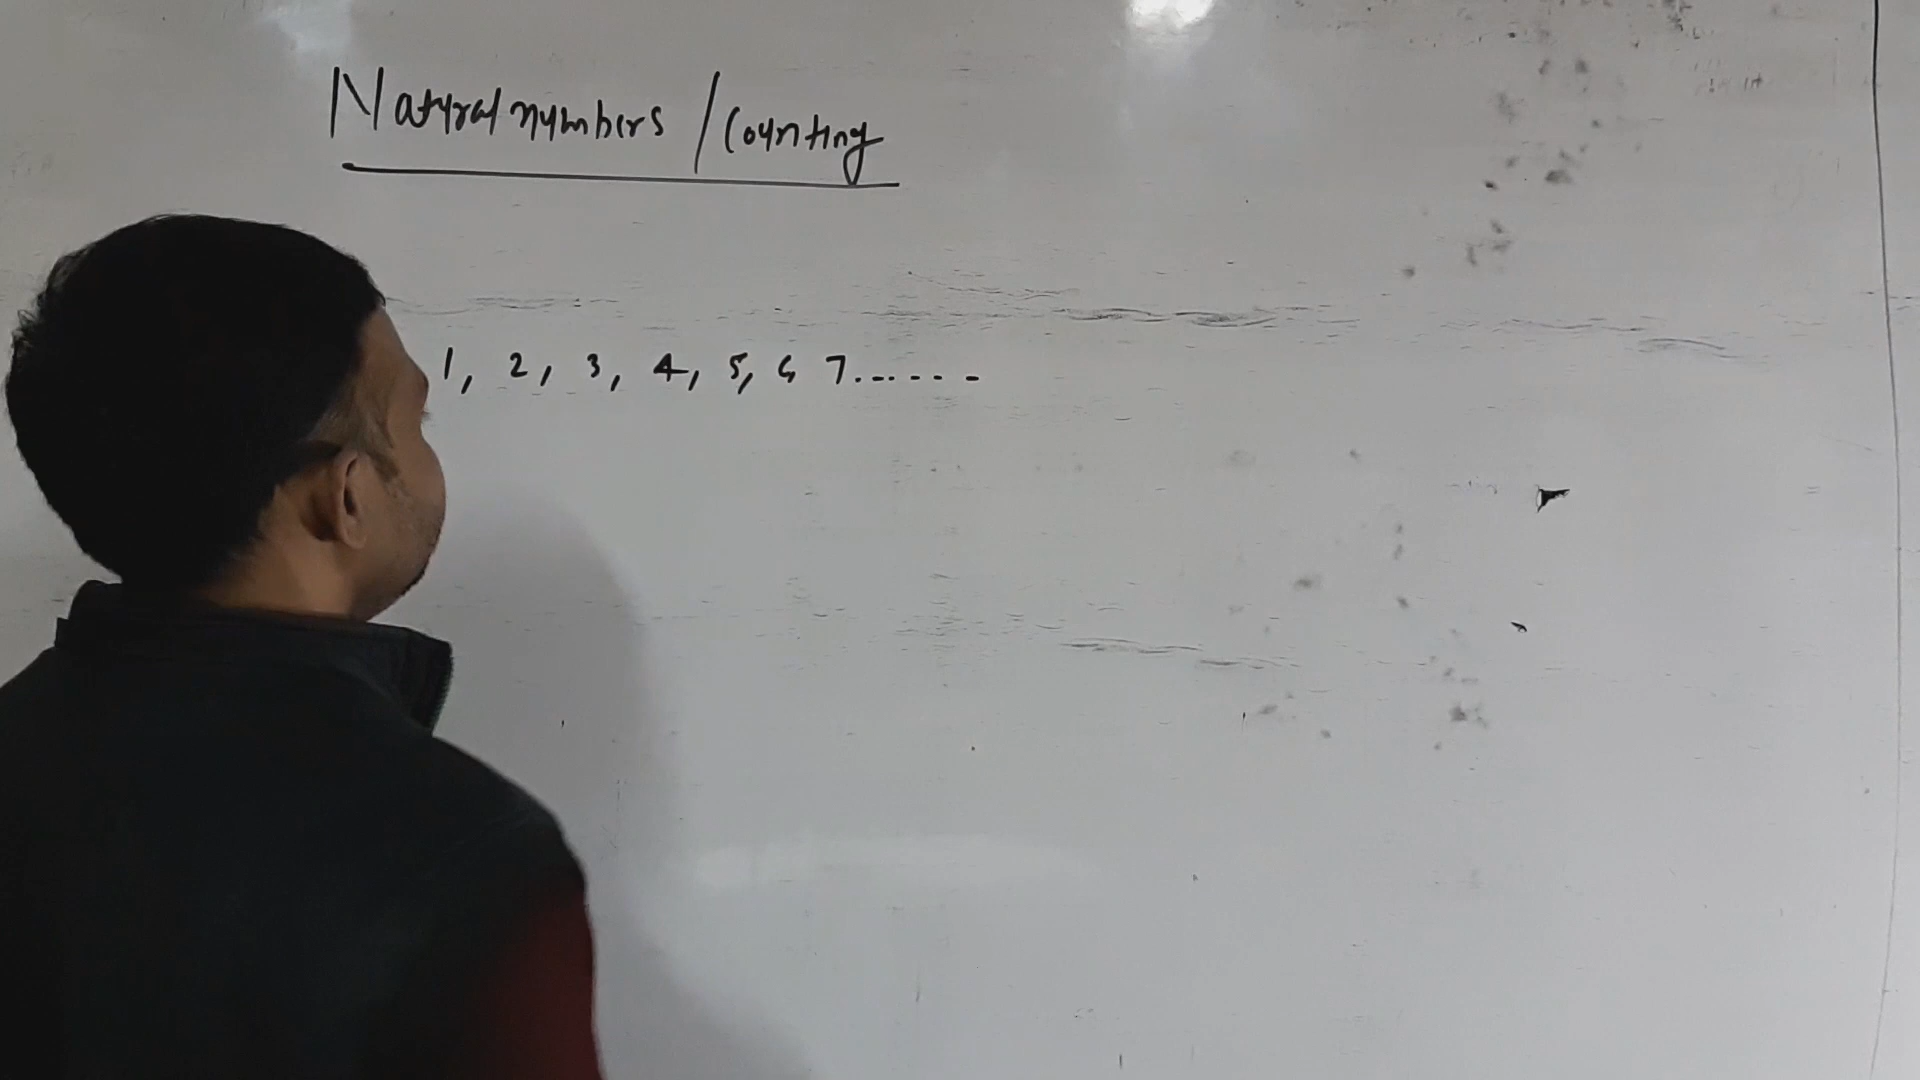 Natural numbers / Counting
1, 2, 3, 4, 5, 6 7......